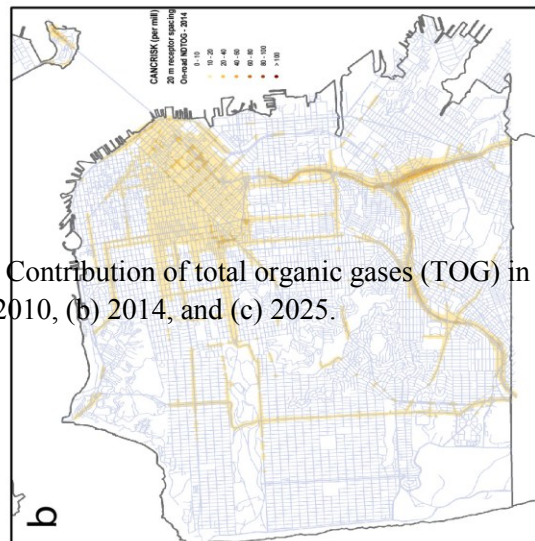 b
CANCRISK (per mill)
20 m receptor spacing
On-road NDTOG - 2014
0 - 10
10 - 20
20 - 40
40 - 60
60 - 80
80 - 100
> 100
Contribution of total organic gases (TOG) in
2010, (b) 2014, and (c) 2025.